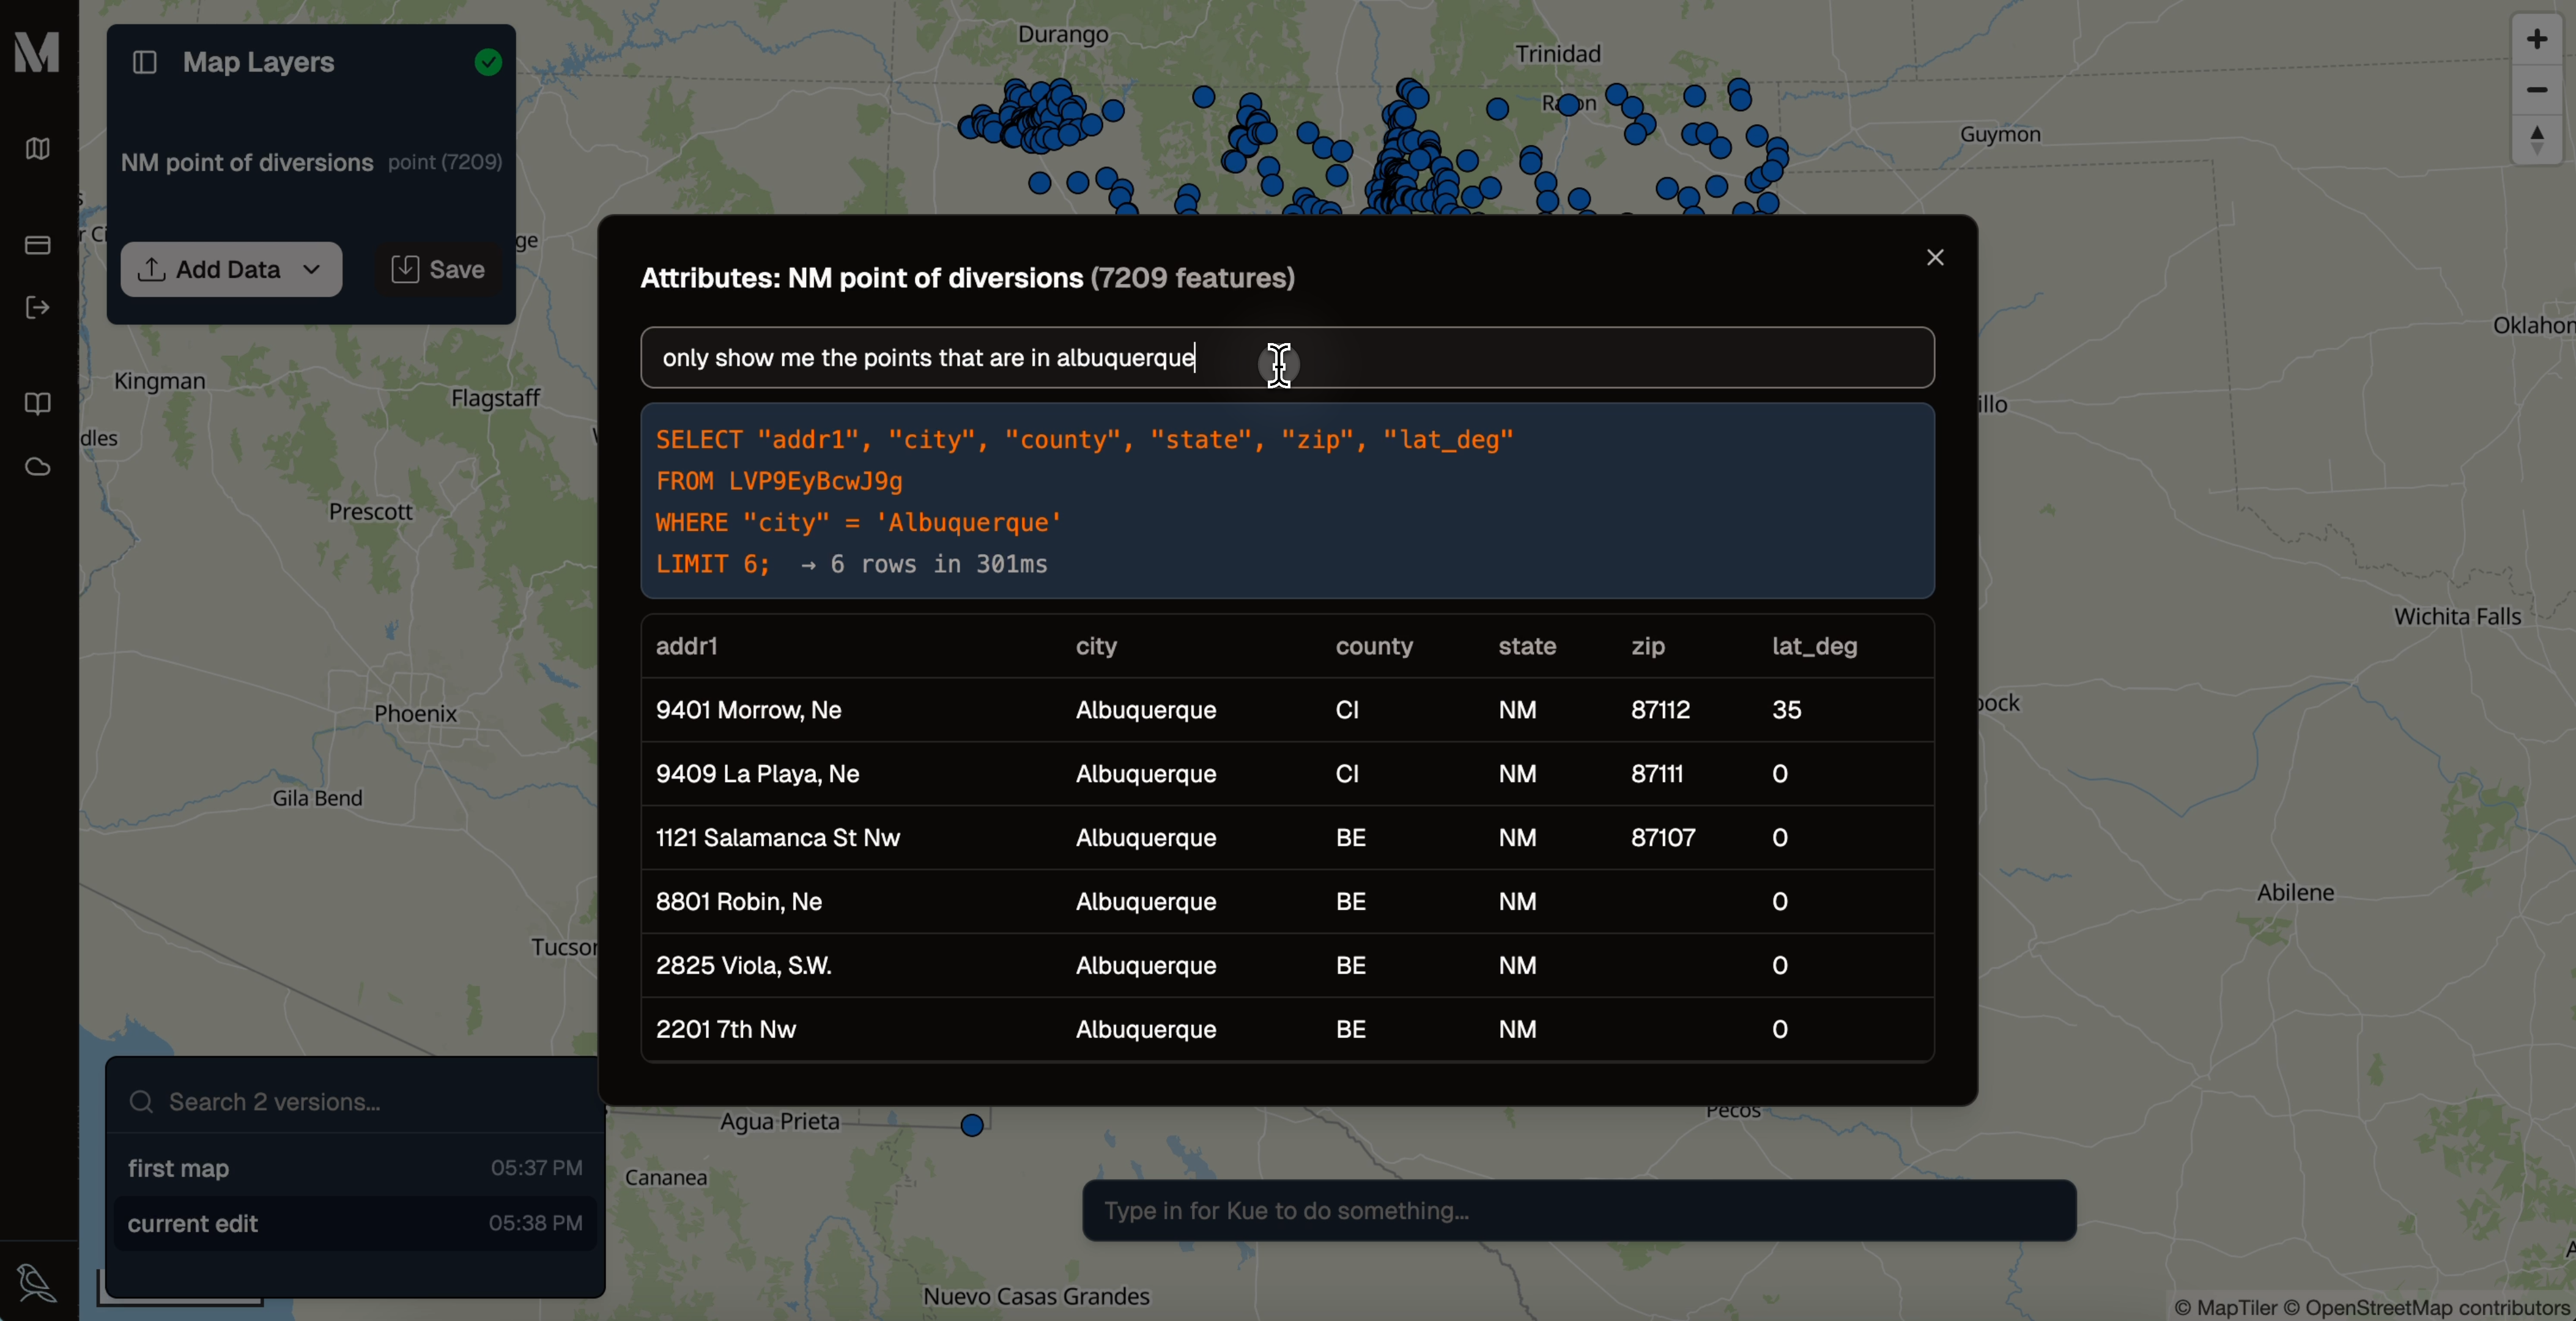 Map Layers
NM point of diversions point (7209)
Add Data
Save
Durango
Trinidad
Guymon
Kingman
Flagstaff
Prescott
Phoenix
Gila Bend
Wichita Falls
Abilene
Attributes: NM point of diversions (7209 features)
only show me the points that are in albuquerque
SELECT "addr1", "city", "county", "state", "zip", "lat_deg"
FROM LVP9EyBcwJ9g
WHERE "city" = 'Albuquerque'
LIMIT 6; → 6 rows in 301ms
addr1 city county state zip lat_deg
9401 Morrow, Ne Albuquerque CI NM 87112 35
9409 La Playa, Ne Albuquerque CI NM 87111 0
1121 Salamanca St Nw Albuquerque BE NM 87107 0
8801 Robin, Ne Albuquerque BE NM 0
2825 Viola, S.W. Albuquerque BE NM 0
2201 7th Nw Albuquerque BE NM 0
Search 2 versions...
first map 05:37 PM
current edit 05:38 PM
Agua Prieta
Pecos
Cananea
Type in for Kue to do something...
Nuevo Casas Grandes
© MapTiler © OpenStreetMap contributors